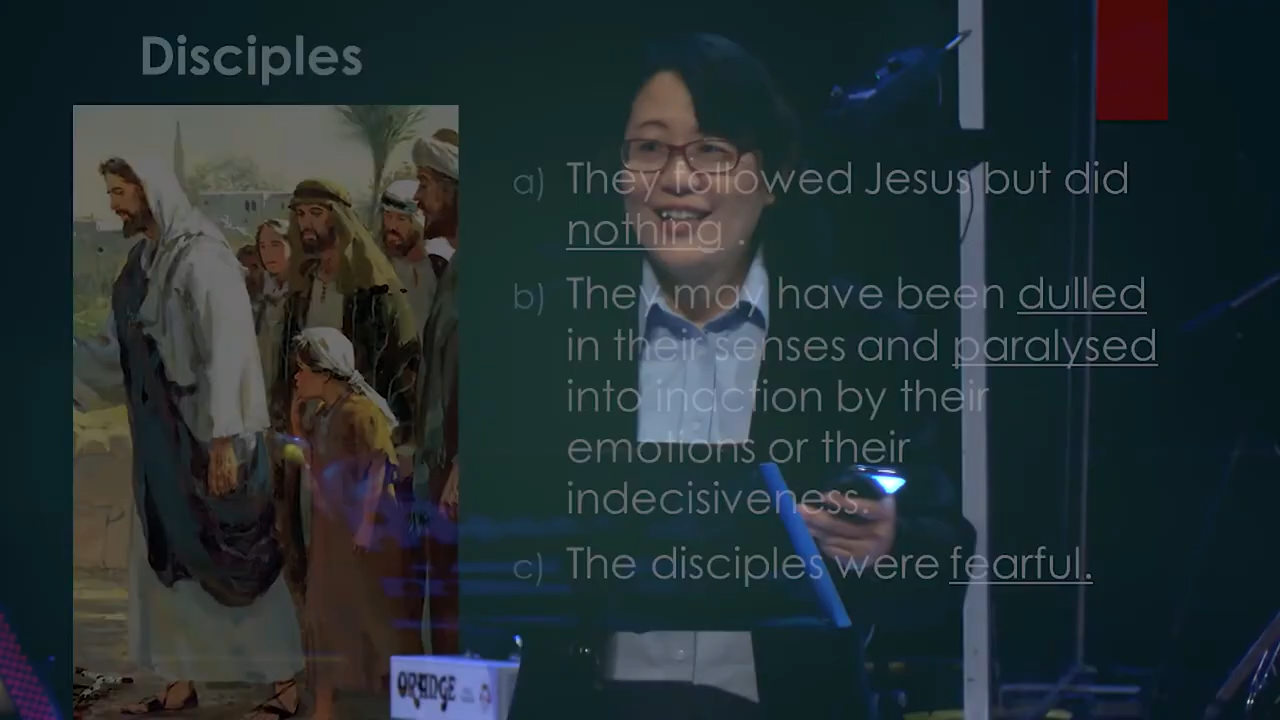 Disciples
a) They followed Jesus but did
nothing .
b) They may have been dulled
in their senses and paralysed
into inaction by their
emotions or their
indecisiveness.
c) The disciples were fearful.
ORANGE